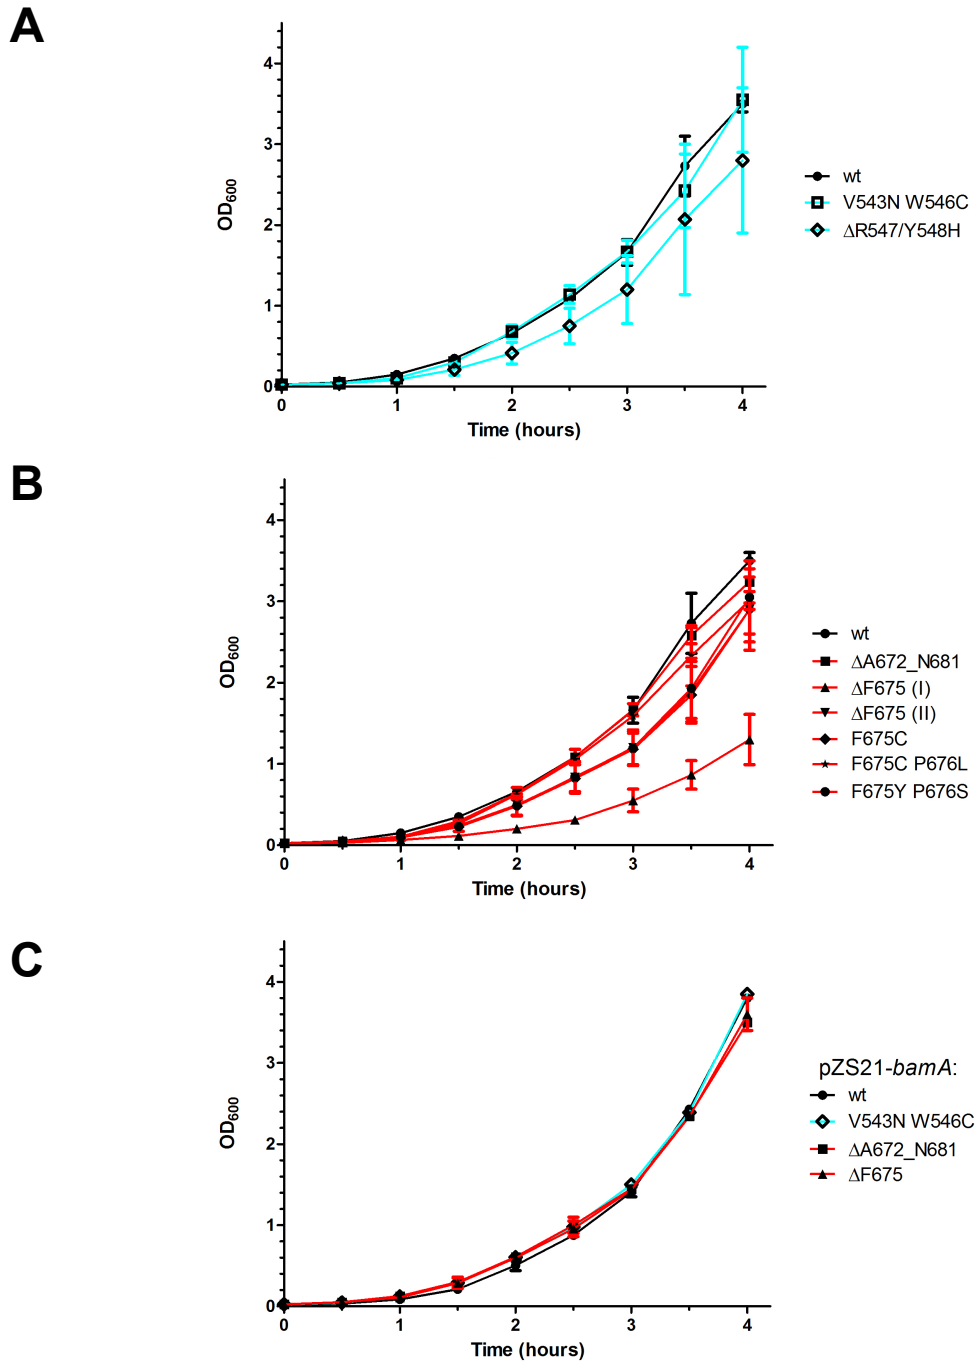 A
4
3
2
1
0
OD600
0 1 2 3 4
Time (hours)
wt
V543N W546C
ΔR547/Y548H
B
4
3
2
1
0
OD600
0 1 2 3 4
Time (hours)
wt
ΔA672_N681
ΔF675 (I)
ΔF675 (II)
F675C
F675C P676L
F675Y P676S
C
4
3
2
1
0
OD600
0 1 2 3 4
Time (hours)
pZS21-bamA:
wt
V543N W546C
ΔA672_N681
ΔF675